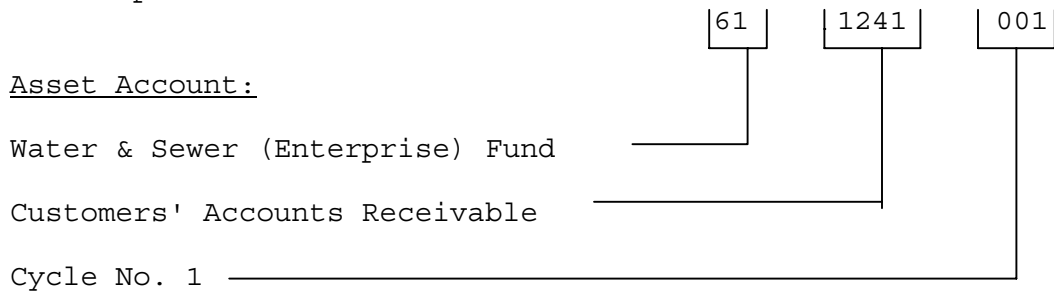 61 1241 001
Asset Account:
Water & Sewer (Enterprise) Fund
Customers' Accounts Receivable
Cycle No. 1